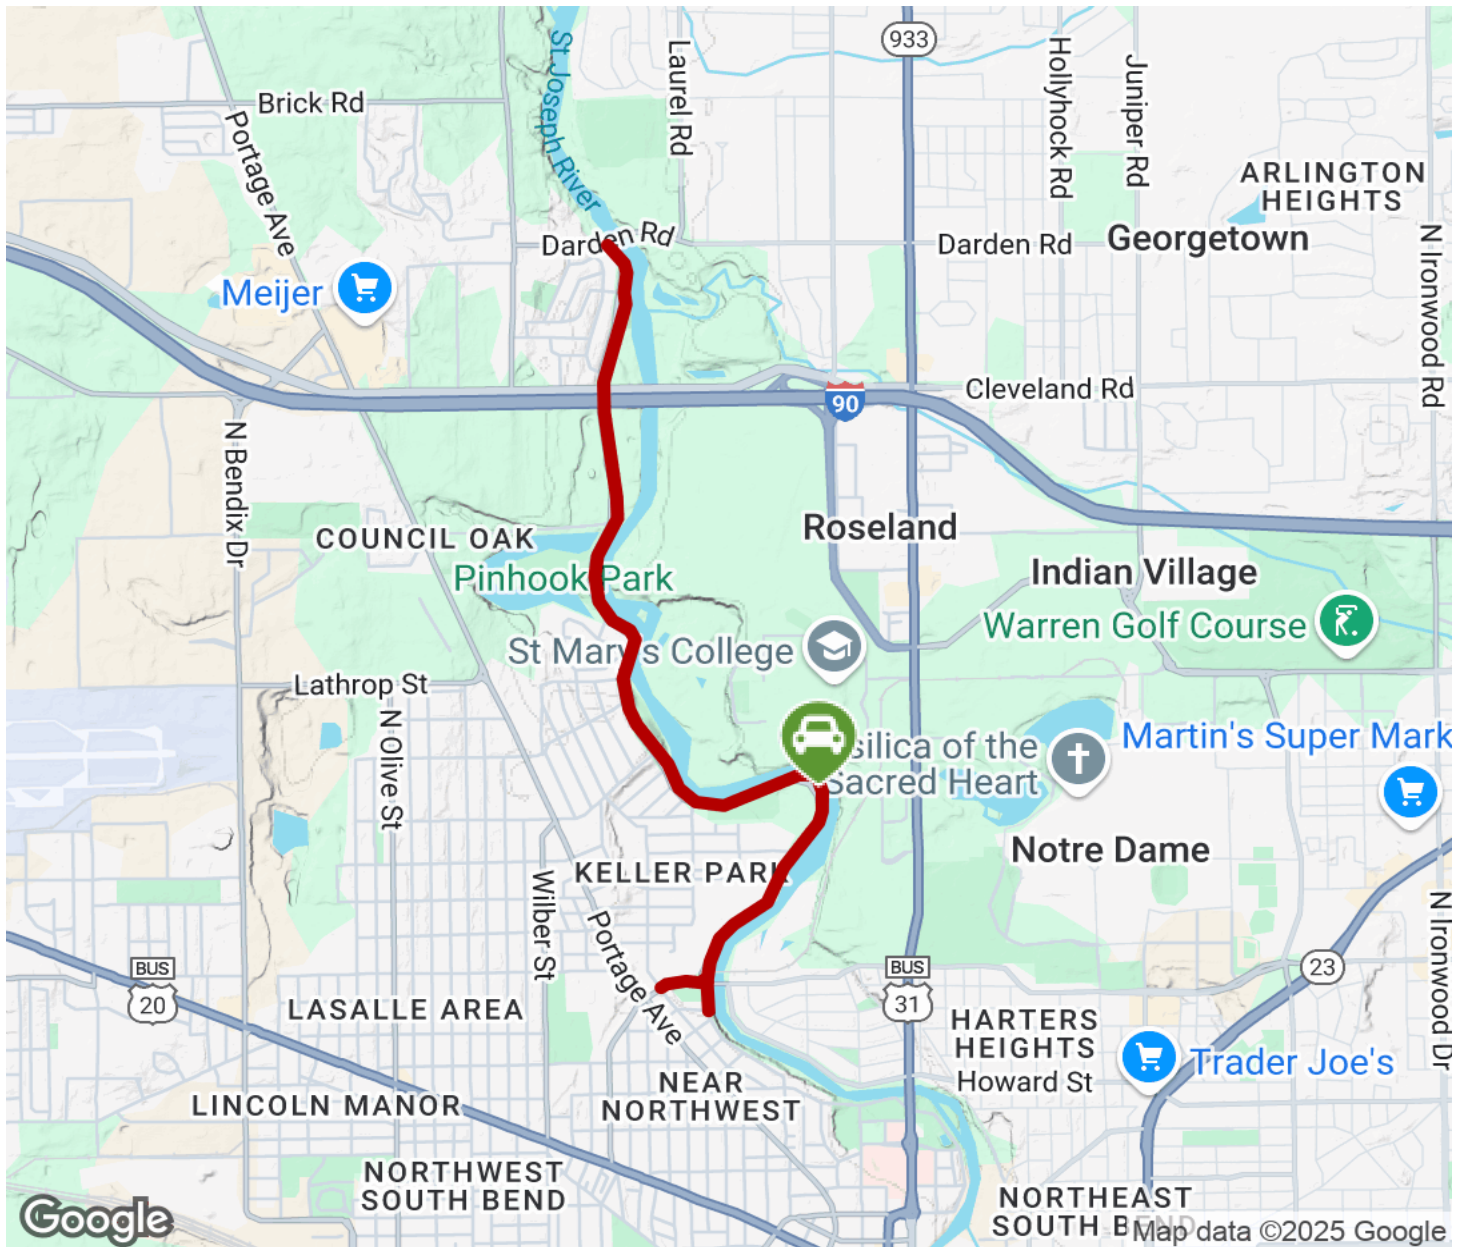 933
St Joseph River
Laurel Rd
Hollyhock Rd
Juniper Rd
Brick Rd
Portage Ave
ARLINGTON
HEIGHTS
Darden Rd
Darden Rd
Georgetown
N Ironwood Rd
Meijer
Cleveland Rd
90
N Bendix Dr
COUNCIL OAK
Roseland
Pinhook Park
Indian Village
Warren Golf Course
St Mary's College
Lathrop St
N Olive St
silica of the
Sacred Heart
Martin's Super Mark
Notre Dame
KELLER PARK
Wilber St
Portage Ave
N Ironwood Dr
BUS
20
BUS
31
23
LASALLE AREA
HARTERS
HEIGHTS
Howard St
Trader Joe's
NEAR
NORTHWEST
LINCOLN MANOR
NORTHWEST
SOUTH BEND
NORTHEAST
SOUTH BEND
Google
Map data ©2025 Google